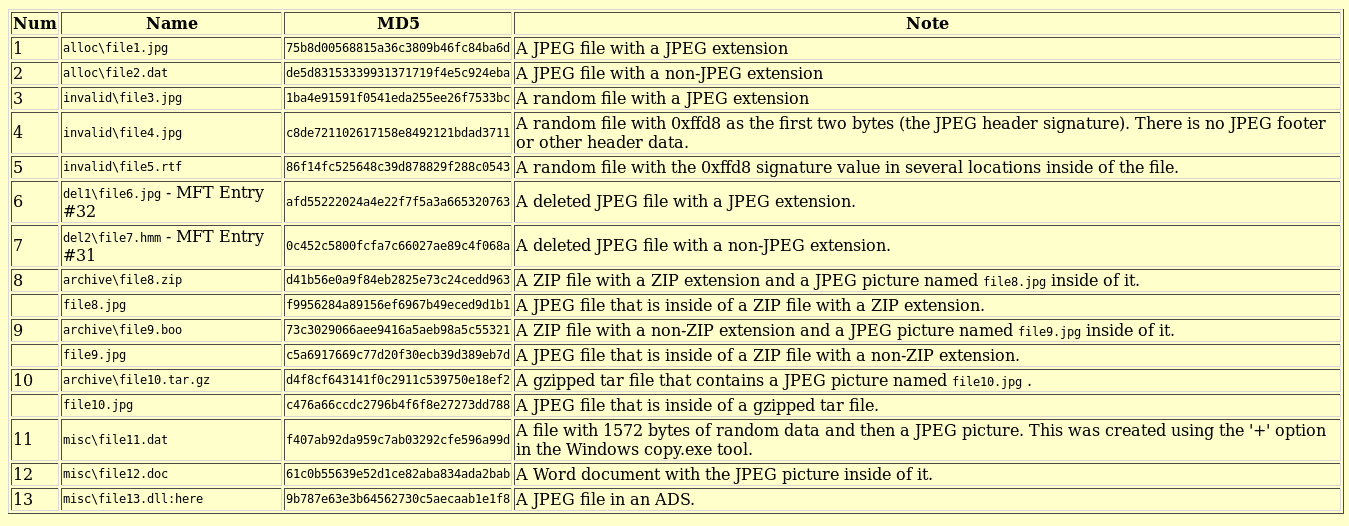 Num Name MD5 Note
1 alloc\file1.jpg 75b8d00568815a36c3809b46fc84ba6d A JPEG file with a JPEG extension
2 alloc\file2.dat de5d83153339931371719f4e5c924eba A JPEG file with a non-JPEG extension
3 invalid\file3.jpg 1ba4e91591f0541eda255ee26f7533bc A random file with a JPEG extension
4 invalid\file4.jpg c8de721102617158e8492121bdad3711 A random file with 0xffd8 as the first two bytes (the JPEG header signature). There is no JPEG footer
or other header data.
5 invalid\file5.rtf 86f14fc525648c39d878829f288c0543 A random file with the 0xffd8 signature value in several locations inside of the file.
6 del1\file6.jpg - MFT Entry
#32 afd55222024a4e22f7f5a3a665320763 A deleted JPEG file with a JPEG extension.
7 del2\file7.hmm - MFT Entry
#31 0c452c5800fcfa7c66027ae89c4f068a A deleted JPEG file with a non-JPEG extension.
8 archive\file8.zip d41b56e0a9f84eb2825e73c24cedd963 A ZIP file with a ZIP extension and a JPEG picture named file8.jpg inside of it.
file8.jpg f9956284a89156ef6967b49eced9d1b1 A JPEG file that is inside of a ZIP file with a ZIP extension.
9 archive\file9.boo 73c3029066aee9416a5aeb98a5c55321 A ZIP file with a non-ZIP extension and a JPEG picture named file9.jpg inside of it.
file9.jpg c5a6917669c77d20f30ecb39d389eb7d A JPEG file that is inside of a ZIP file with a non-ZIP extension.
10 archive\file10.tar.gz d4f8cf643141f0c2911c539750e18ef2 A gzipped tar file that contains a JPEG picture named file10.jpg .
file10.jpg c476a66ccdc2796b4f6f8e27273dd788 A JPEG file that is inside of a gzipped tar file.
11 misc\file11.dat f407ab92da959c7ab03292cfe596a99d A file with 1572 bytes of random data and then a JPEG picture. This was created using the '+' option
in the Windows copy.exe tool.
12 misc\file12.doc 61c0b55639e52d1ce82aba834ada2bab A Word document with the JPEG picture inside of it.
13 misc\file13.dll:here 9b787e63e3b64562730c5aecaab1e1f8 A JPEG file in an ADS.